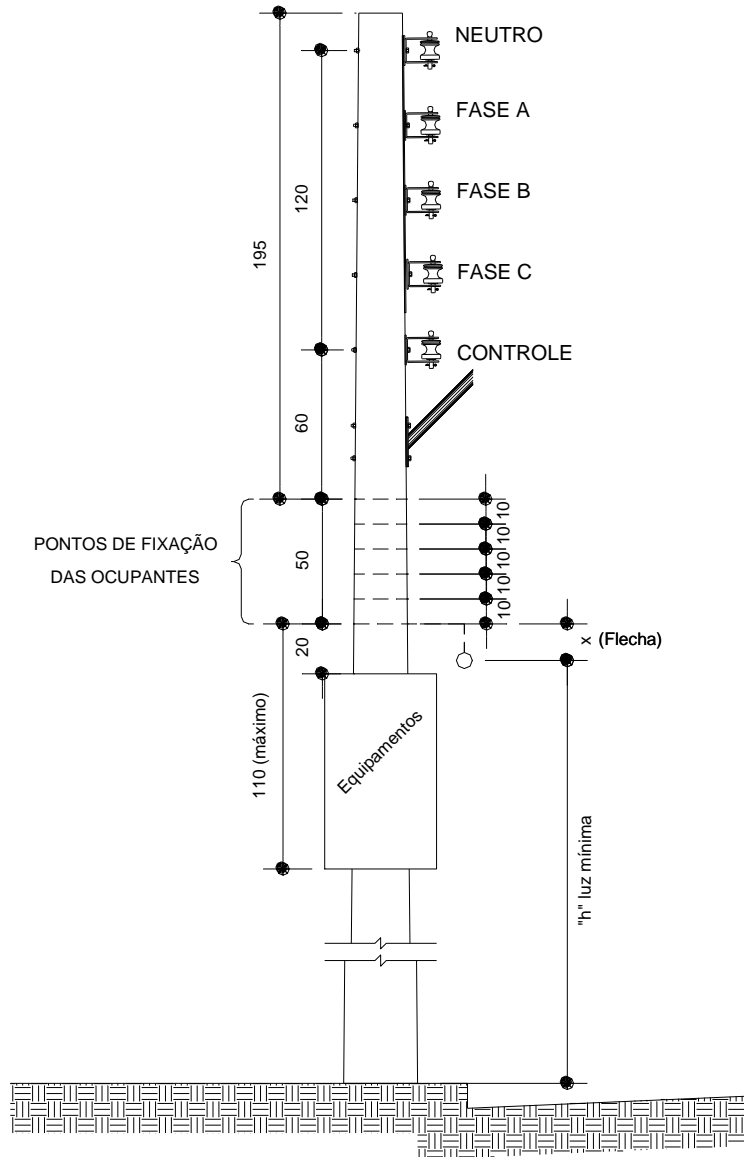 NEUTRO
FASE A
FASE B
120
195
FASE C
CONTROLE
60
10
10
10
10
10
PONTOS DE FIXAÇÃO
DAS OCUPANTES
50
x (Flecha)
20
110 (máximo)
Equipamentos
"h" luz mínima